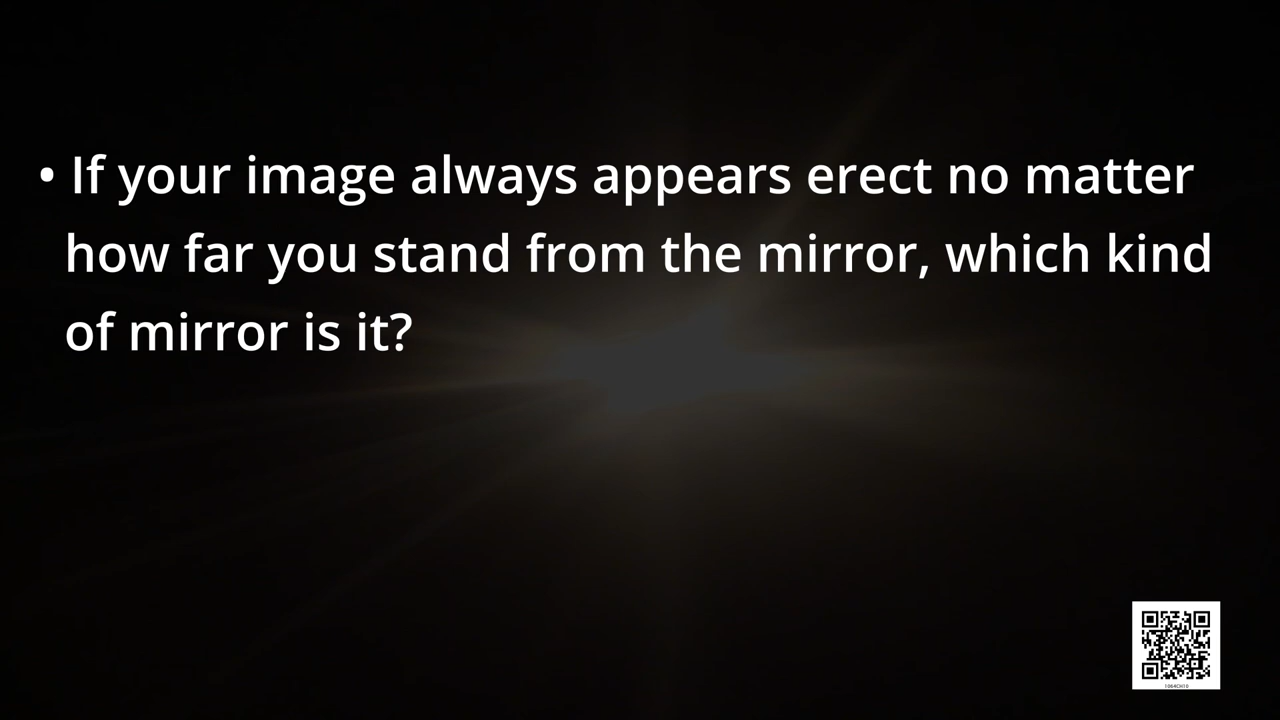 • If your image always appears erect no matter
how far you stand from the mirror, which kind
of mirror is it?
1064CH10